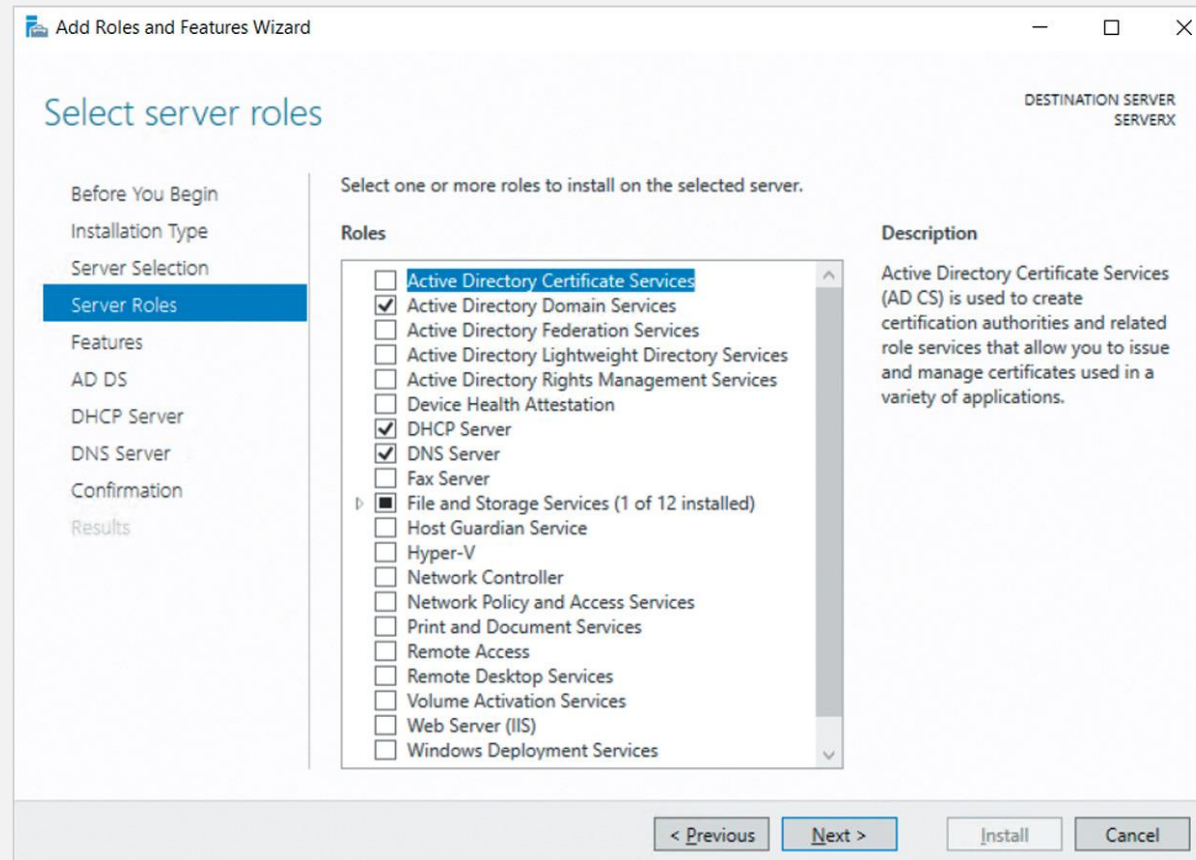 Add Roles and Features Wizard
Select server roles
DESTINATION SERVER
SERVERX
Before You Begin
Installation Type
Server Selection
Server Roles
Features
AD DS
DHCP Server
DNS Server
Confirmation
Results
Select one or more roles to install on the selected server.
Roles
Active Directory Certificate Services
Active Directory Domain Services
Active Directory Federation Services
Active Directory Lightweight Directory Services
Active Directory Rights Management Services
Device Health Attestation
DHCP Server
DNS Server
Fax Server
File and Storage Services (1 of 12 installed)
Host Guardian Service
Hyper-V
Network Controller
Network Policy and Access Services
Print and Document Services
Remote Access
Remote Desktop Services
Volume Activation Services
Web Server (IIS)
Windows Deployment Services
Description
Active Directory Certificate Services
(AD CS) is used to create
certification authorities and related
role services that allow you to issue
and manage certificates used in a
variety of applications.
< Previous
Next >
Install
Cancel